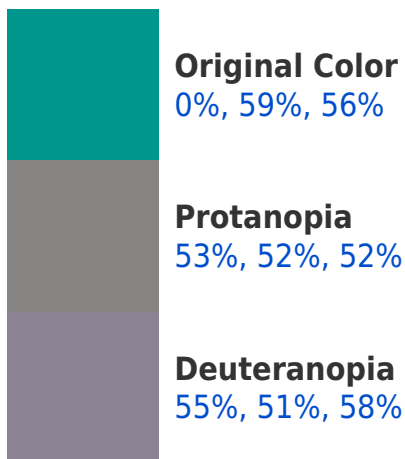 Original Color
0%, 59%, 56%
Protanopia
53%, 52%, 52%
Deuteranopia
55%, 51%, 58%